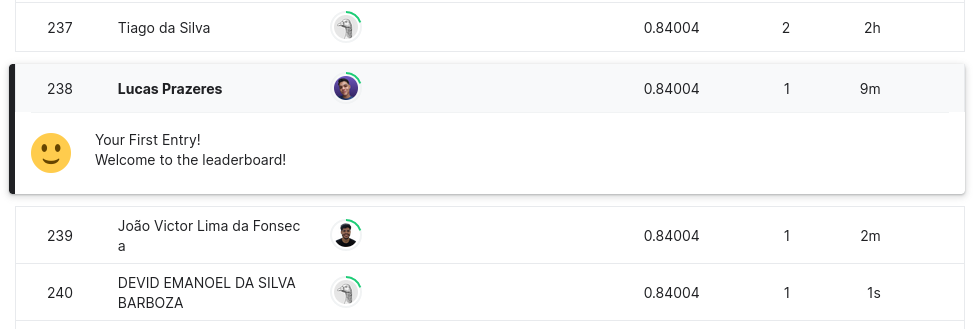 237 Tiago da Silva 0.84004 2 2h
238 Lucas Prazeres 0.84004 1 9m
Your First Entry!
Welcome to the leaderboard!
239 João Victor Lima da Fonsec 0.84004 1 2m
a
240 DEVID EMANOEL DA SILVA 0.84004 1 1s
BARBOZA